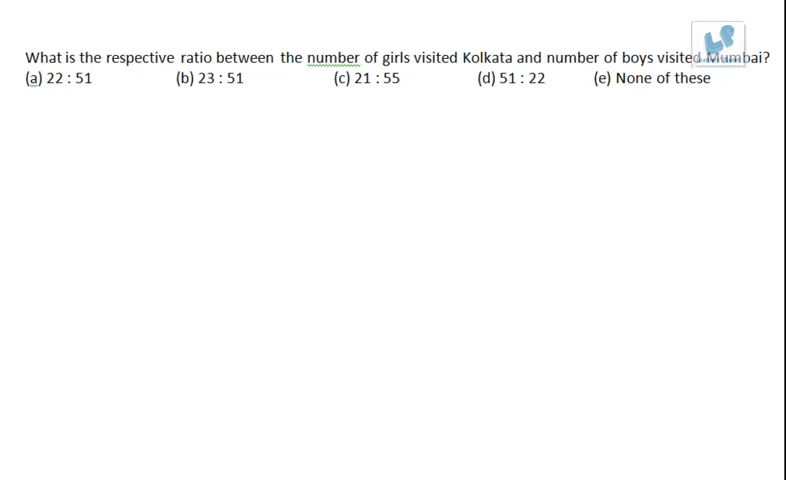 What is the respective ratio between the number of girls visited Kolkata and number of boys visited Mumbai?
(a) 22 : 51 (b) 23 : 51 (c) 21 : 55 (d) 51 : 22 (e) None of these